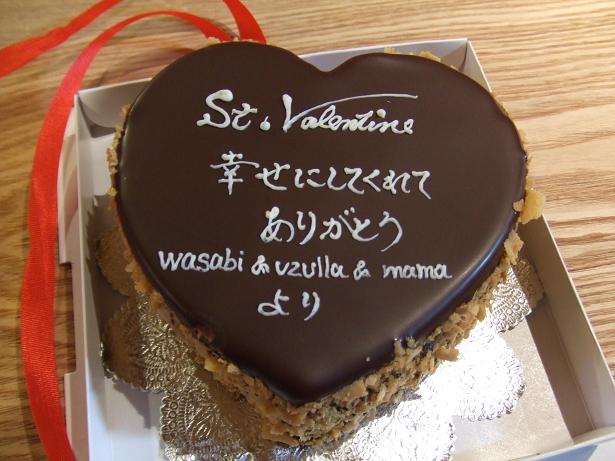 St. Valentine
幸せにしてくれて
ありがとう
wasabi & uzulla & mama
より